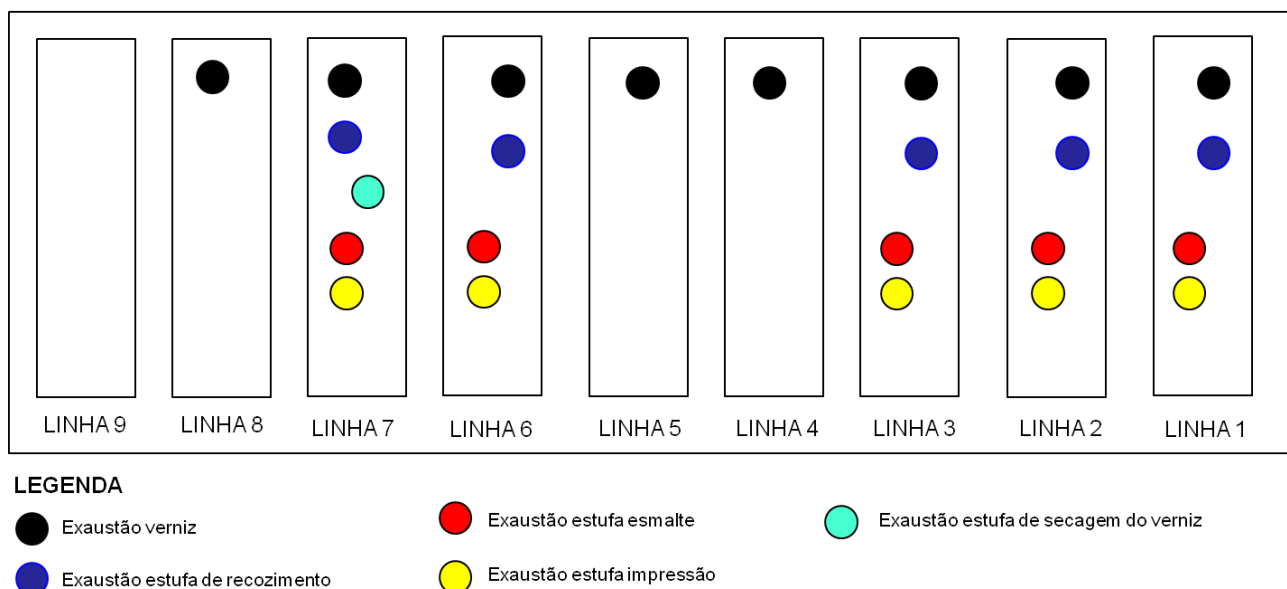 LINHA 9
LINHA 8
LINHA 7
LINHA 6
LINHA 5
LINHA 4
LINHA 3
LINHA 2
LINHA 1
LEGENDA
Exaustão verniz
Exaustão estufa esmalte
Exaustão estufa de secagem do verniz
Exaustão estufa de recozimento
Exaustão estufa impressão